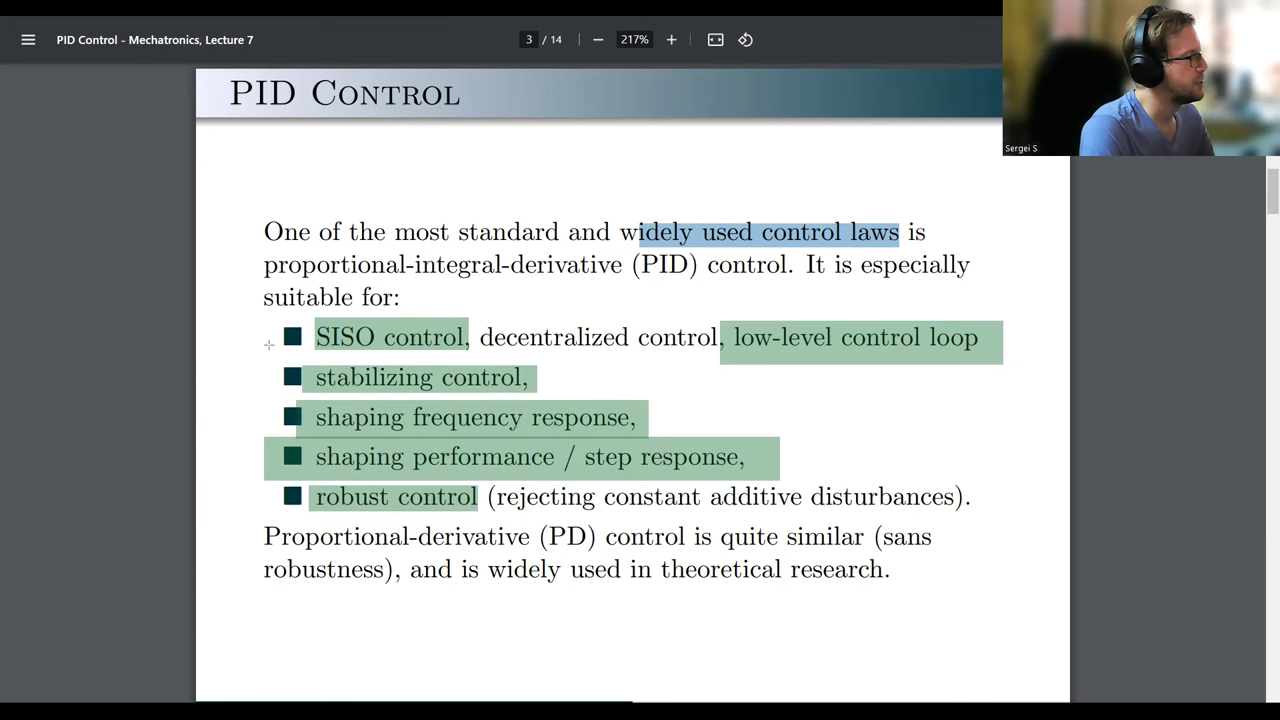 PID Control - Mechatronics, Lecture 7
3 / 14
217%
PID CONTROL
Sergei S
One of the most standard and widely used control laws is
proportional-integral-derivative (PID) control. It is especially
suitable for:
SISO control, decentralized control, low-level control loop
stabilizing control,
shaping frequency response,
shaping performance / step response,
robust control (rejecting constant additive disturbances).
Proportional-derivative (PD) control is quite similar (sans
robustness), and is widely used in theoretical research.